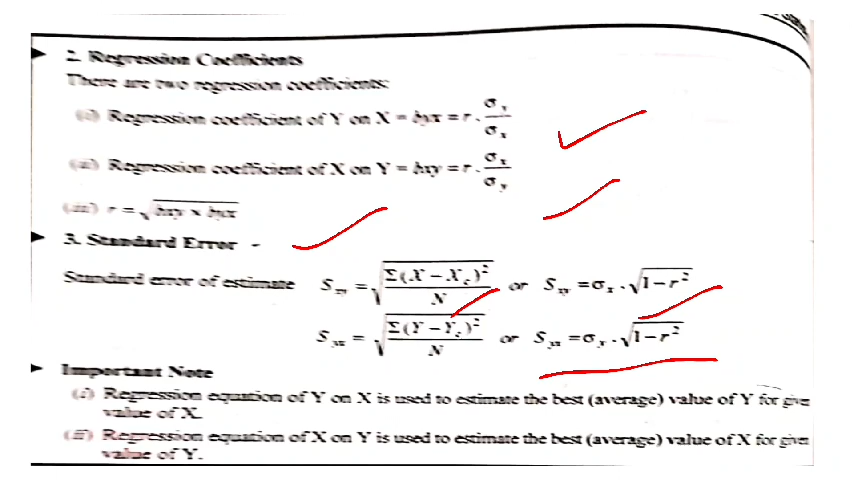 2. Regression Coefficients
There are two regression coefficients:
(i) Regression coefficient of Y on X = byx = r . σy/σx
(ii) Regression coefficient of X on Y = bxy = r . σx/σy
(iii) r = √(bxy × byx)
3. Standard Error -
Standard error of estimate Sxy = √(Σ(X – Xc)²/N) or Sxy = σx . √(1–r²)
Syx = √(Σ(Y – Yc)²/N) or Syx = σy . √(1–r²)
Important Note
(i) Regression equation of Y on X is used to estimate the best (average) value of Y for given
value of X.
(ii) Regression equation of X on Y is used to estimate the best (average) value of X for given
value of Y.